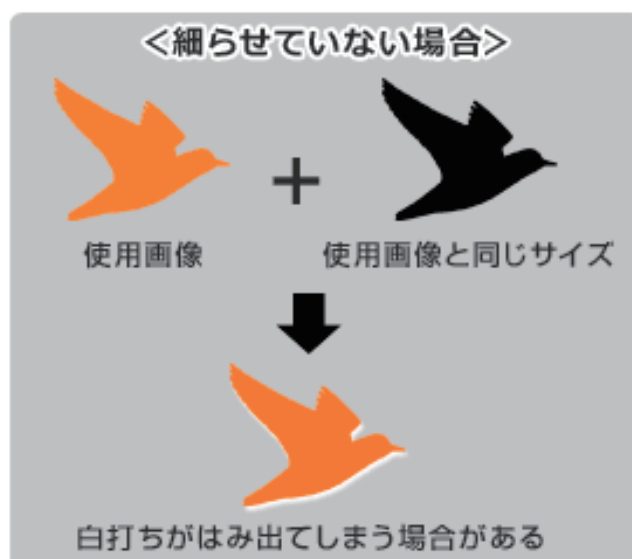 <細らせていない場合>
+
使用画像
使用画像と同じサイズ
白打ちがはみ出てしまう場合がある